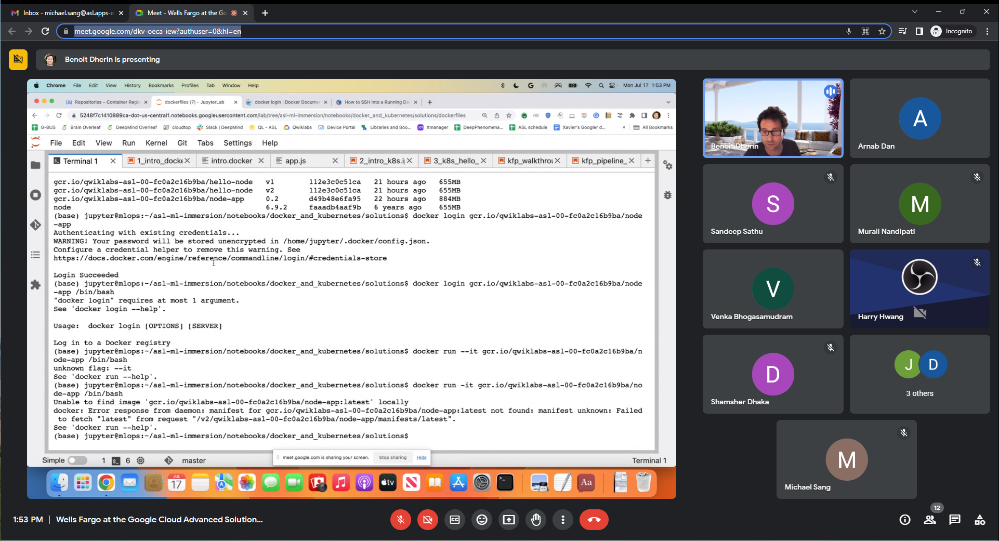 Inbox - michael.sang@asl.apps-e
Meet - Wells Fargo at the Go
meet.google.com/dkv-oeca-iew?authuser=0&hl=en
Incognito
Benoit Dherin is presenting
Chrome File Edit View History Bookmarks Profiles Tab Window Help
Mon Jul 17 1:53 PM
Repositories – Container Regis
dockerfiles (7) - JupyterLab
docker login | Docker Documen
How to SSH into a Running Do
5248f7c1410889ca-dot-us-central1.notebooks.googleusercontent.com/lab/tree/asl-ml-immersion/notebooks/docker_and_kubernetes/solutions/dockerfiles
G-BUS Brain Overleaf DeepMind Overleaf cloudtop Slack | DeepMind QL - ASL Qwiklabs Device Portal Libraries and Boo... Xmanager DeepPhenomena... ASL schedule Xavier's Googler d... » All Bookmarks
File Edit View Run Kernel Git Tabs Settings Help
Terminal 1 1_intro_docke intro.docker app.js 2_intro_k8s.i 3_k8s_hello_ kfp_walkthrou kfp_pipeline_
gcr.io/qwiklabs-asl-00-fc0a2c16b9ba/hello-node v1 112e3c0c51ca 21 hours ago 655MB
gcr.io/qwiklabs-asl-00-fc0a2c16b9ba/hello-node v2 112e3c0c51ca 21 hours ago 655MB
gcr.io/qwiklabs-asl-00-fc0a2c16b9ba/node-app 0.2 d49b48e6fa95 22 hours ago 884MB
node 6.9.2 faaadb4aaf9b 6 years ago 655MB
(base) jupyter@mlops:~/asl-ml-immersion/notebooks/docker_and_kubernetes/solutions$ docker login gcr.io/qwiklabs-asl-00-fc0a2c16b9ba/node
-app
Authenticating with existing credentials...
WARNING! Your password will be stored unencrypted in /home/jupyter/.docker/config.json.
Configure a credential helper to remove this warning. See
https://docs.docker.com/engine/reference/commandline/login/#credentials-store
Login Succeeded
(base) jupyter@mlops:~/asl-ml-immersion/notebooks/docker_and_kubernetes/solutions$ docker login gcr.io/qwiklabs-asl-00-fc0a2c16b9ba/node
-app /bin/bash
"docker login" requires at most 1 argument.
See 'docker login --help'.
Usage: docker login [OPTIONS] [SERVER]
Log in to a Docker registry
(base) jupyter@mlops:~/asl-ml-immersion/notebooks/docker_and_kubernetes/solutions$ docker run --it gcr.io/qwiklabs-asl-00-fc0a2c16b9ba/n
ode-app /bin/bash
unknown flag: --it
See 'docker run --help'.
(base) jupyter@mlops:~/asl-ml-immersion/notebooks/docker_and_kubernetes/solutions$ docker run -it gcr.io/qwiklabs-asl-00-fc0a2c16b9ba/no
de-app /bin/bash
Unable to find image 'gcr.io/qwiklabs-asl-00-fc0a2c16b9ba/node-app:latest' locally
docker: Error response from daemon: manifest for gcr.io/qwiklabs-asl-00-fc0a2c16b9ba/node-app:latest not found: manifest unknown: Failed
to fetch "latest" from request "/v2/qwiklabs-asl-00-fc0a2c16b9ba/node-app/manifests/latest".
See 'docker run --help'.
(base) jupyter@mlops:~/asl-ml-immersion/notebooks/docker_and_kubernetes/solutions$
Simple 1 6 master
meet.google.com is sharing your screen. Stop sharing Hide
Terminal 1
JUL
17
tv
Aa
Benoit Dherin
A
Arnab Dan
S
Sandeep Sathu
M
Murali Nandipati
V
Venka Bhogasamudram
Harry Hwang
D
Shamsher Dhaka
J D
3 others
M
Michael Sang
1:53 PM | Wells Fargo at the Google Cloud Advanced Solution...
12